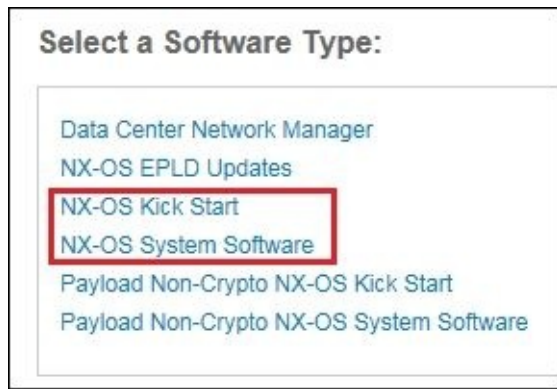 Select a Software Type:
Data Center Network Manager
NX-OS EPLD Updates
NX-OS Kick Start
NX-OS System Software
Payload Non-Crypto NX-OS Kick Start
Payload Non-Crypto NX-OS System Software